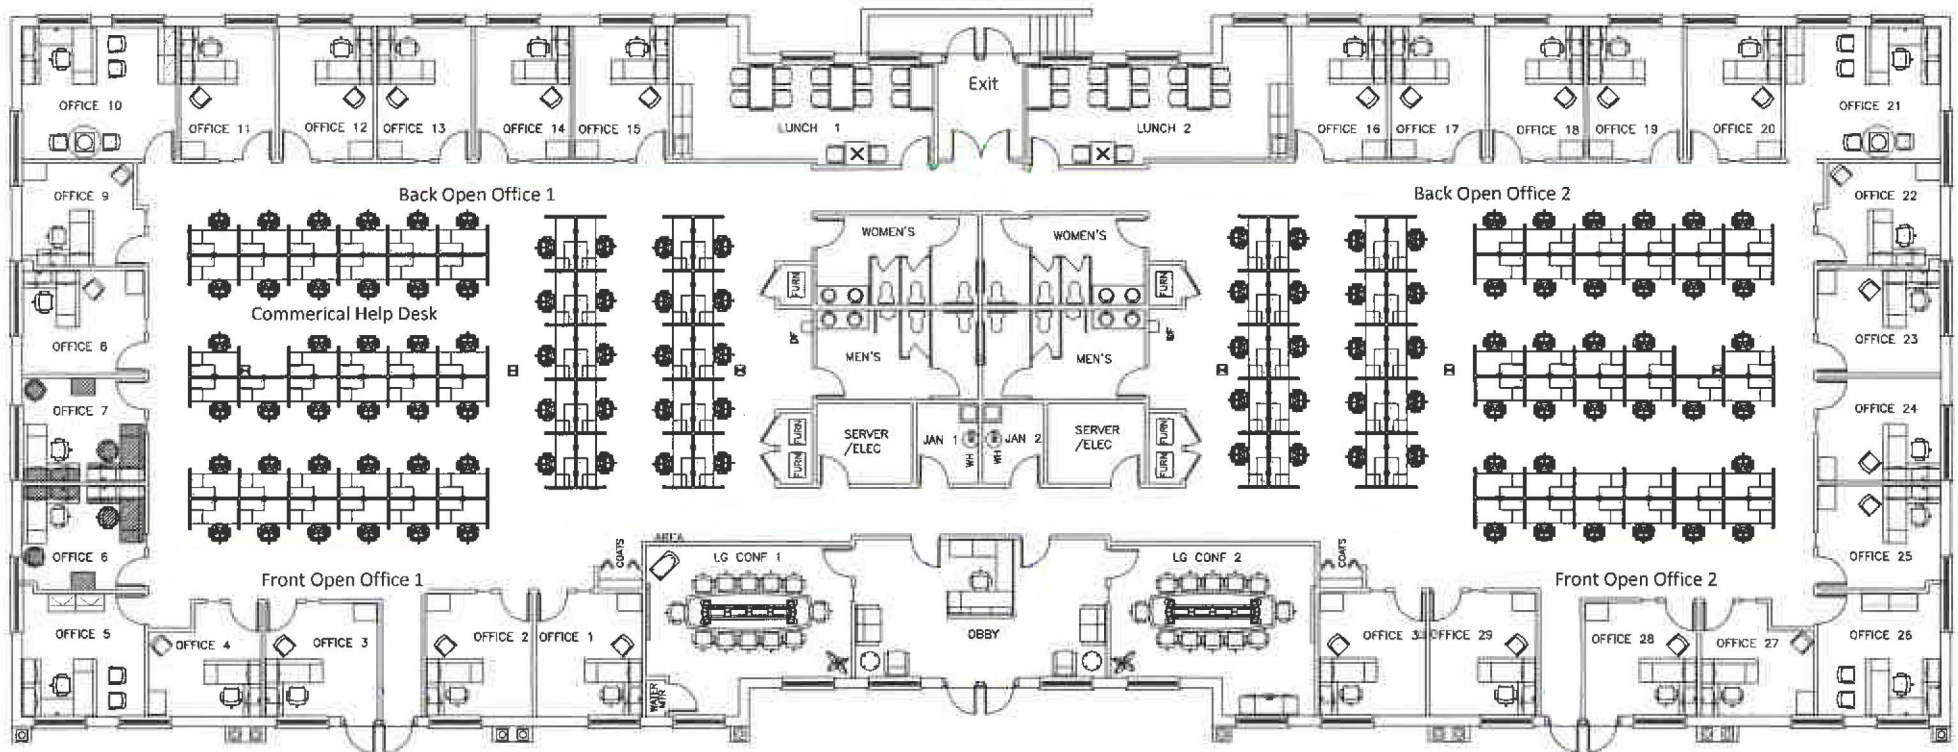 Exit
OFFICE 10
OFFICE 11
OFFICE 12
OFFICE 13
OFFICE 14
OFFICE 15
LUNCH 1
LUNCH 2
OFFICE 16
OFFICE 17
OFFICE 18
OFFICE 19
OFFICE 20
OFFICE 21
OFFICE 9
Back Open Office 1
Back Open Office 2
OFFICE 22
WOMEN'S
WOMEN'S
FURN
FURN
Commerical Help Desk
OFFICE 8
DF
DF
OFFICE 23
MEN'S
MEN'S
OFFICE 7
OFFICE 24
SERVER
/ELEC
JAN 1
JAN 2
SERVER
/ELEC
FURN
FURN
WH
WH
FURN
FURN
OFFICE 6
OFFICE 25
COATS
AREA
LG CONF 1
LG CONF 2
COATS
Front Open Office 1
Front Open Office 2
OFFICE 5
OFFICE 4
OFFICE 3
OFFICE 2
OFFICE 1
OBBY
OFFICE 3
OFFICE 29
OFFICE 28
OFFICE 27
OFFICE 26
WATER
MTR